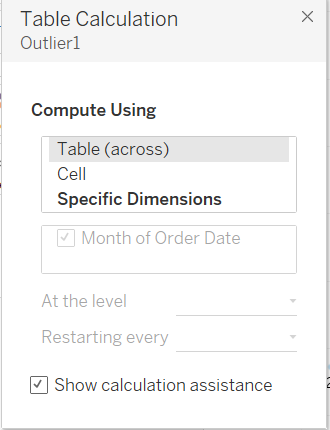 Table Calculation
Outlier1
Compute Using
Table (across)
Cell
Specific Dimensions
Month of Order Date
At the level
Restarting every
Show calculation assistance